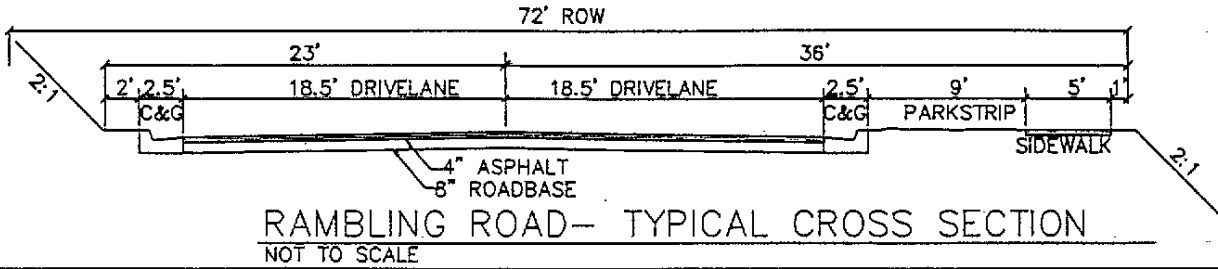 72' ROW
23' 36'
2' 2.5' 18.5' DRIVELANE 18.5' DRIVELANE 2.5' 9' 5' 1'
2:1 C&G C&G PARKSTRIP
SIDEWALK 2:1
4" ASPHALT
8" ROADBASE
RAMBLING ROAD- TYPICAL CROSS SECTION
NOT TO SCALE